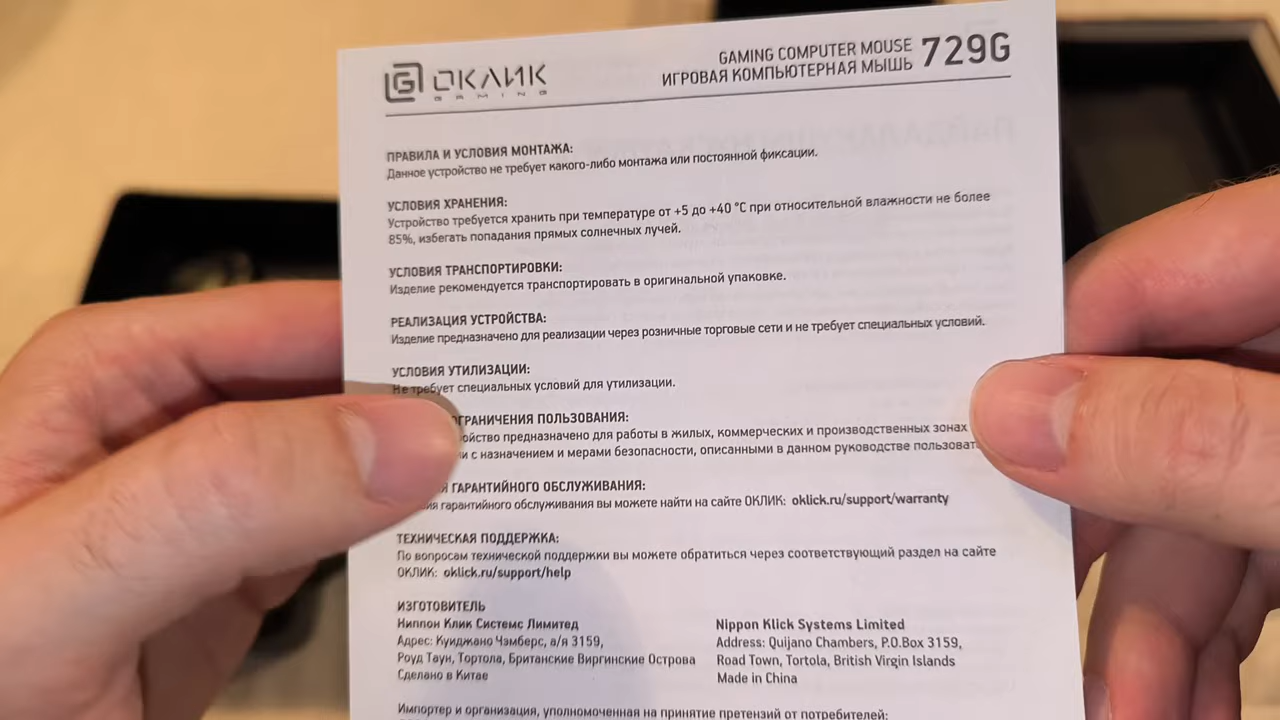 ОКЛИК
GAMING
GAMING COMPUTER MOUSE 729G
ИГРОВАЯ КОМПЬЮТЕРНАЯ МЫШЬ
ПРАВИЛА И УСЛОВИЯ МОНТАЖА:
Данное устройство не требует какого-либо монтажа или постоянной фиксации.
УСЛОВИЯ ХРАНЕНИЯ:
Устройство требуется хранить при температуре от +5 до +40 °C при относительной влажности не более
85%, избегать попадания прямых солнечных лучей.
УСЛОВИЯ ТРАНСПОРТИРОВКИ:
Изделие рекомендуется транспортировать в оригинальной упаковке.
РЕАЛИЗАЦИЯ УСТРОЙСТВА:
Изделие предназначено для реализации через розничные торговые сети и не требует специальных условий.
УСЛОВИЯ УТИЛИЗАЦИИ:
Не требует специальных условий для утилизации.
ОГРАНИЧЕНИЯ ПОЛЬЗОВАНИЯ:
предназначено для работы в жилых, коммерческих и производственных зонах
с назначением и мерами безопасности, описанными в данном руководстве
ГАРАНТИЙНОГО ОБСЛУЖИВАНИЯ:
гарантийного обслуживания вы можете найти на сайте ОКЛИК: oklick.ru/support/warranty
ТЕХНИЧЕСКАЯ ПОДДЕРЖКА:
По вопросам технической поддержки вы можете обратиться через соответствующий раздел на сайте
ОКЛИК: oklick.ru/support/help
ИЗГОТОВИТЕЛЬ
Ниппон Клик Системс Лимитед
Адрес: Куиджано Чэмберс, а/я 3159,
Роуд Таун, Тортола, Британские Виргинские Острова
Сделано в Китае
Nippon Klick Systems Limited
Address: Quijano Chambers, P.O.Box 3159,
Road Town, Tortola, British Virgin Islands
Made in China
Импортер и организация, уполномоченная на принятие претензий от потребителей: